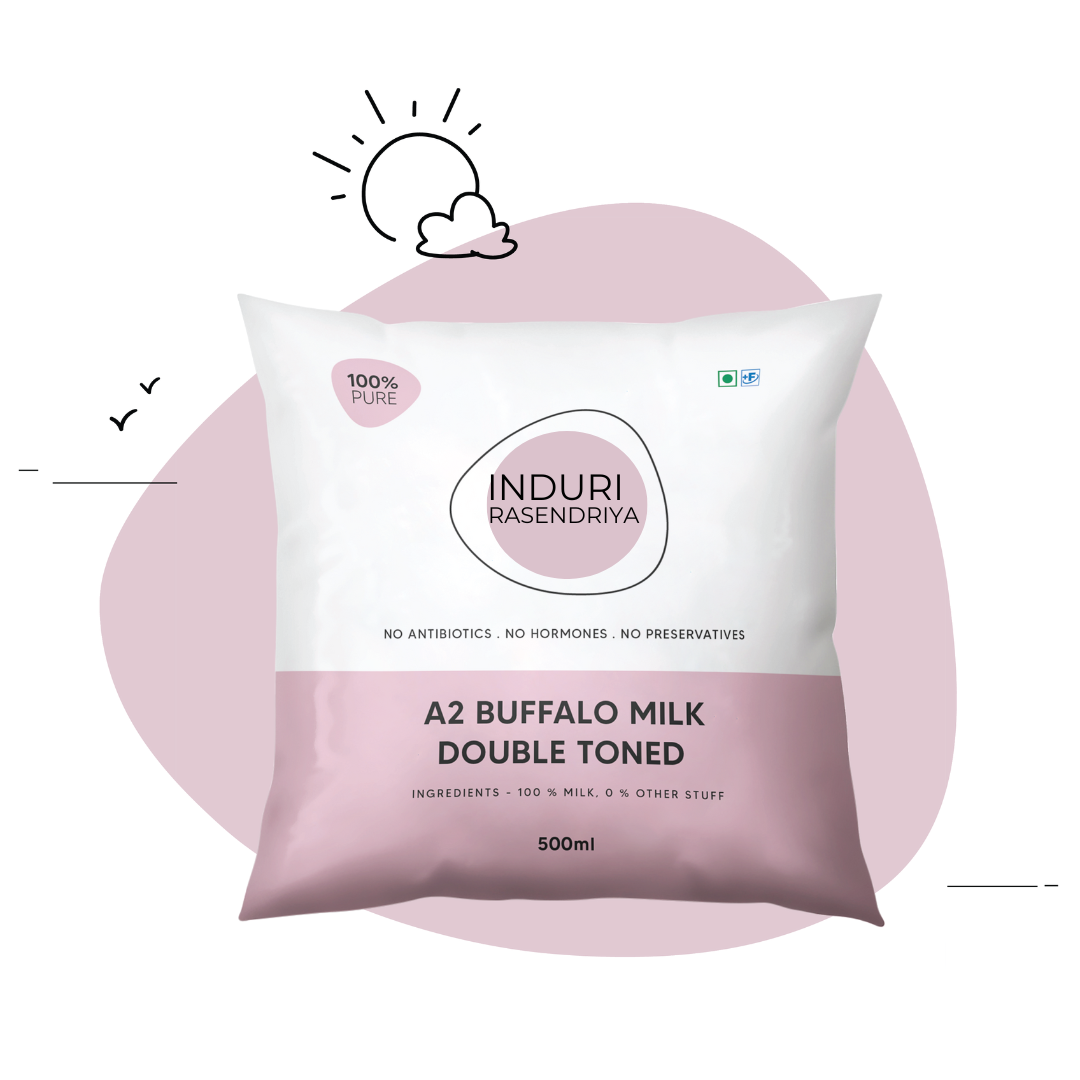 100%
PURE
+F
INDURI
RASENDRIYA
NO ANTIBIOTICS . NO HORMONES . NO PRESERVATIVES
A2 BUFFALO MILK
DOUBLE TONED
INGREDIENTS - 100 % MILK, 0 % OTHER STUFF
500ml